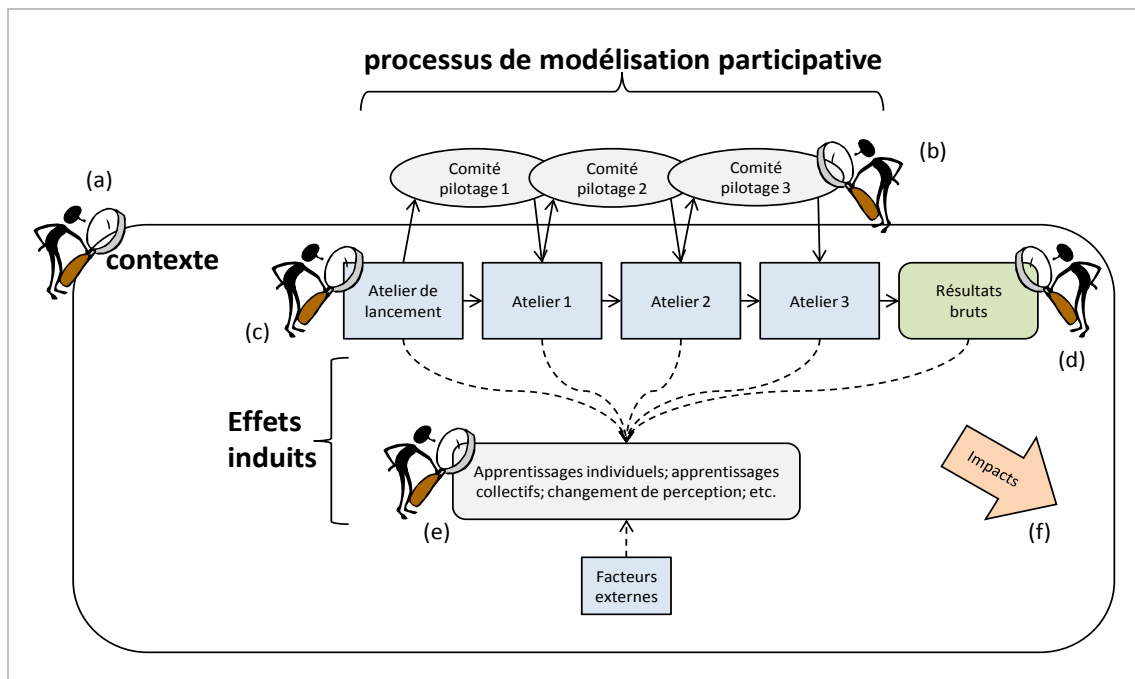 processus de modélisation participative
(b)
Comité
pilotage 1
Comité
pilotage 2
Comité
pilotage 3
(a)
contexte
(c)
Atelier de
lancement
Atelier 1
Atelier 2
Atelier 3
Résultats
bruts
(d)
Effets
induits
Apprentissages individuels; apprentissages
collectifs; changement de perception; etc.
(e)
Impacts
(f)
Facteurs
externes